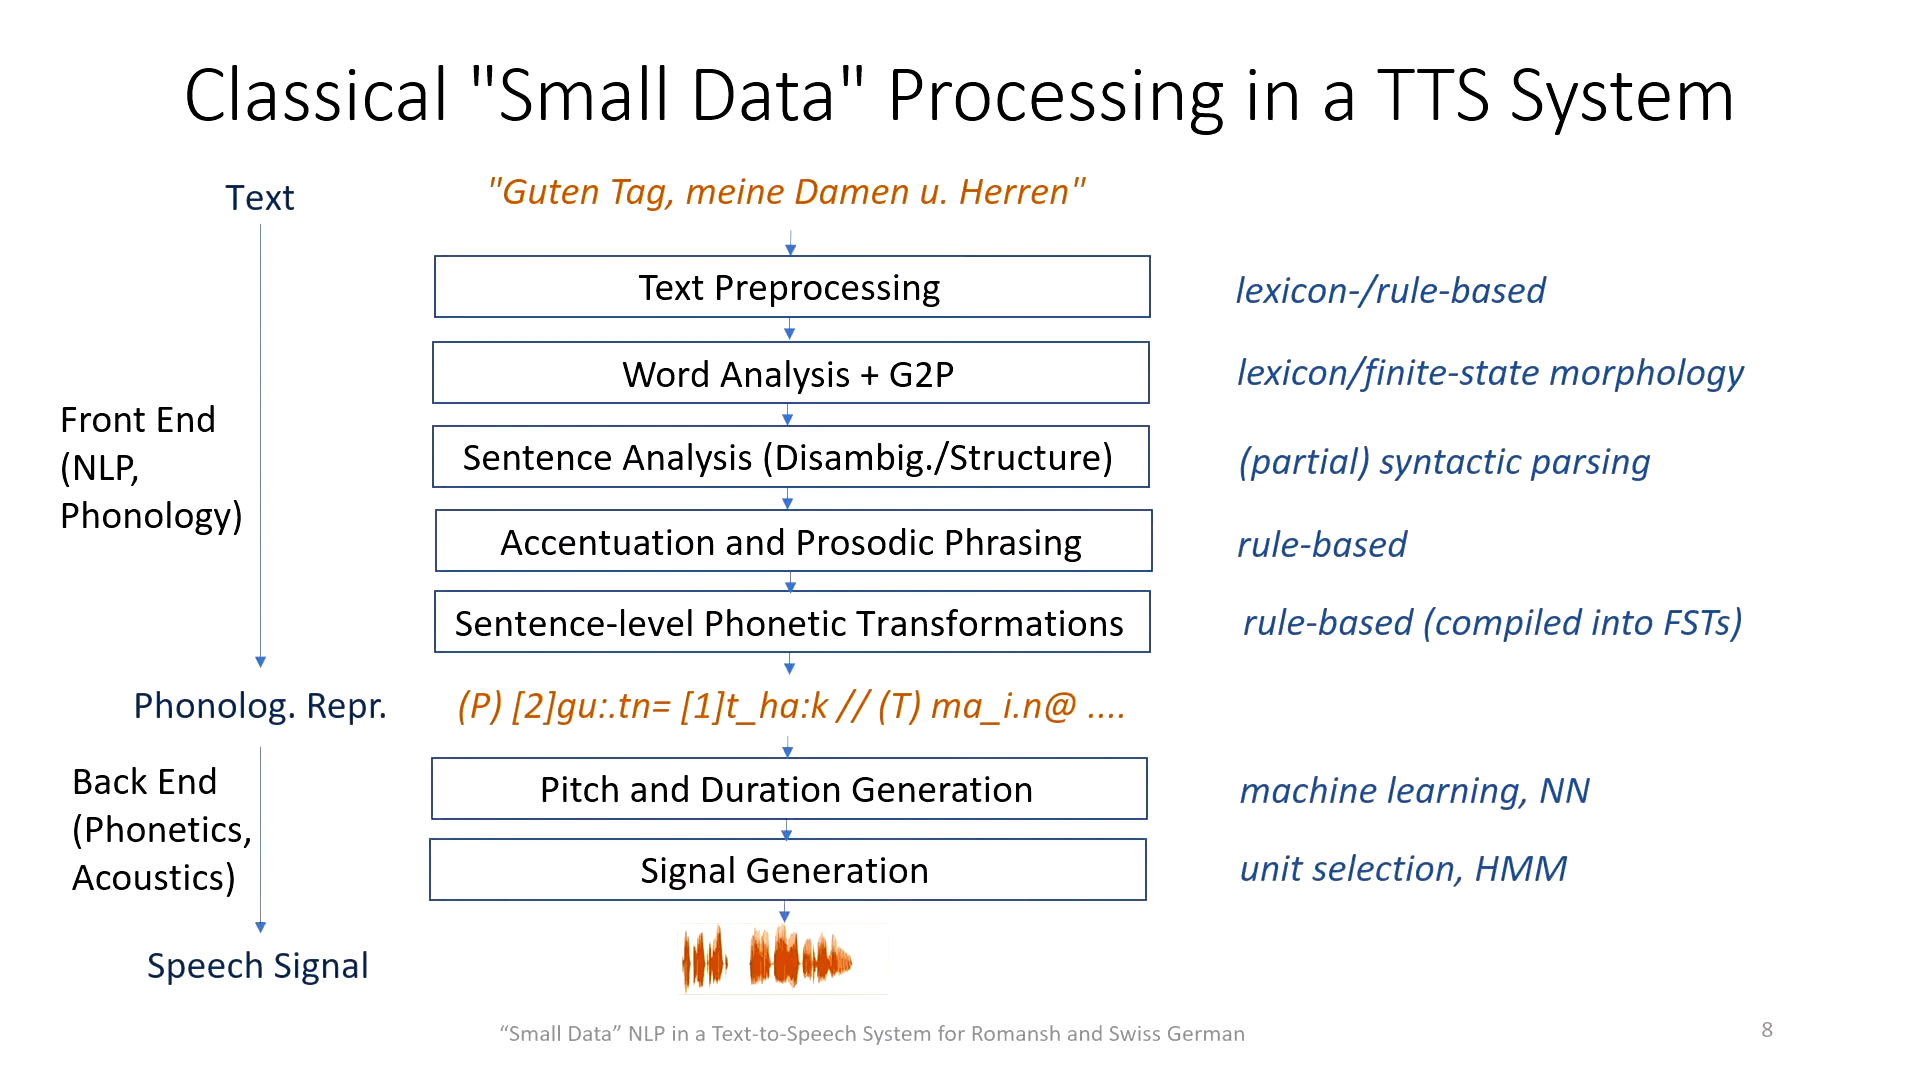 Classical "Small Data" Processing in a TTS System
Text
"Guten Tag, meine Damen u. Herren"
Text Preprocessing
lexicon-/rule-based
Word Analysis + G2P
lexicon/finite-state morphology
Front End
(NLP,
Phonology)
Sentence Analysis (Disambig./Structure)
(partial) syntactic parsing
Accentuation and Prosodic Phrasing
rule-based
Sentence-level Phonetic Transformations
rule-based (compiled into FSTs)
Phonolog. Repr.
(P) [2]gu:.tn= [1]t_ha:k // (T) ma_i.n@ ....
Back End
(Phonetics,
Acoustics)
Pitch and Duration Generation
machine learning, NN
Signal Generation
unit selection, HMM
Speech Signal
“Small Data” NLP in a Text-to-Speech System for Romansh and Swiss German
8